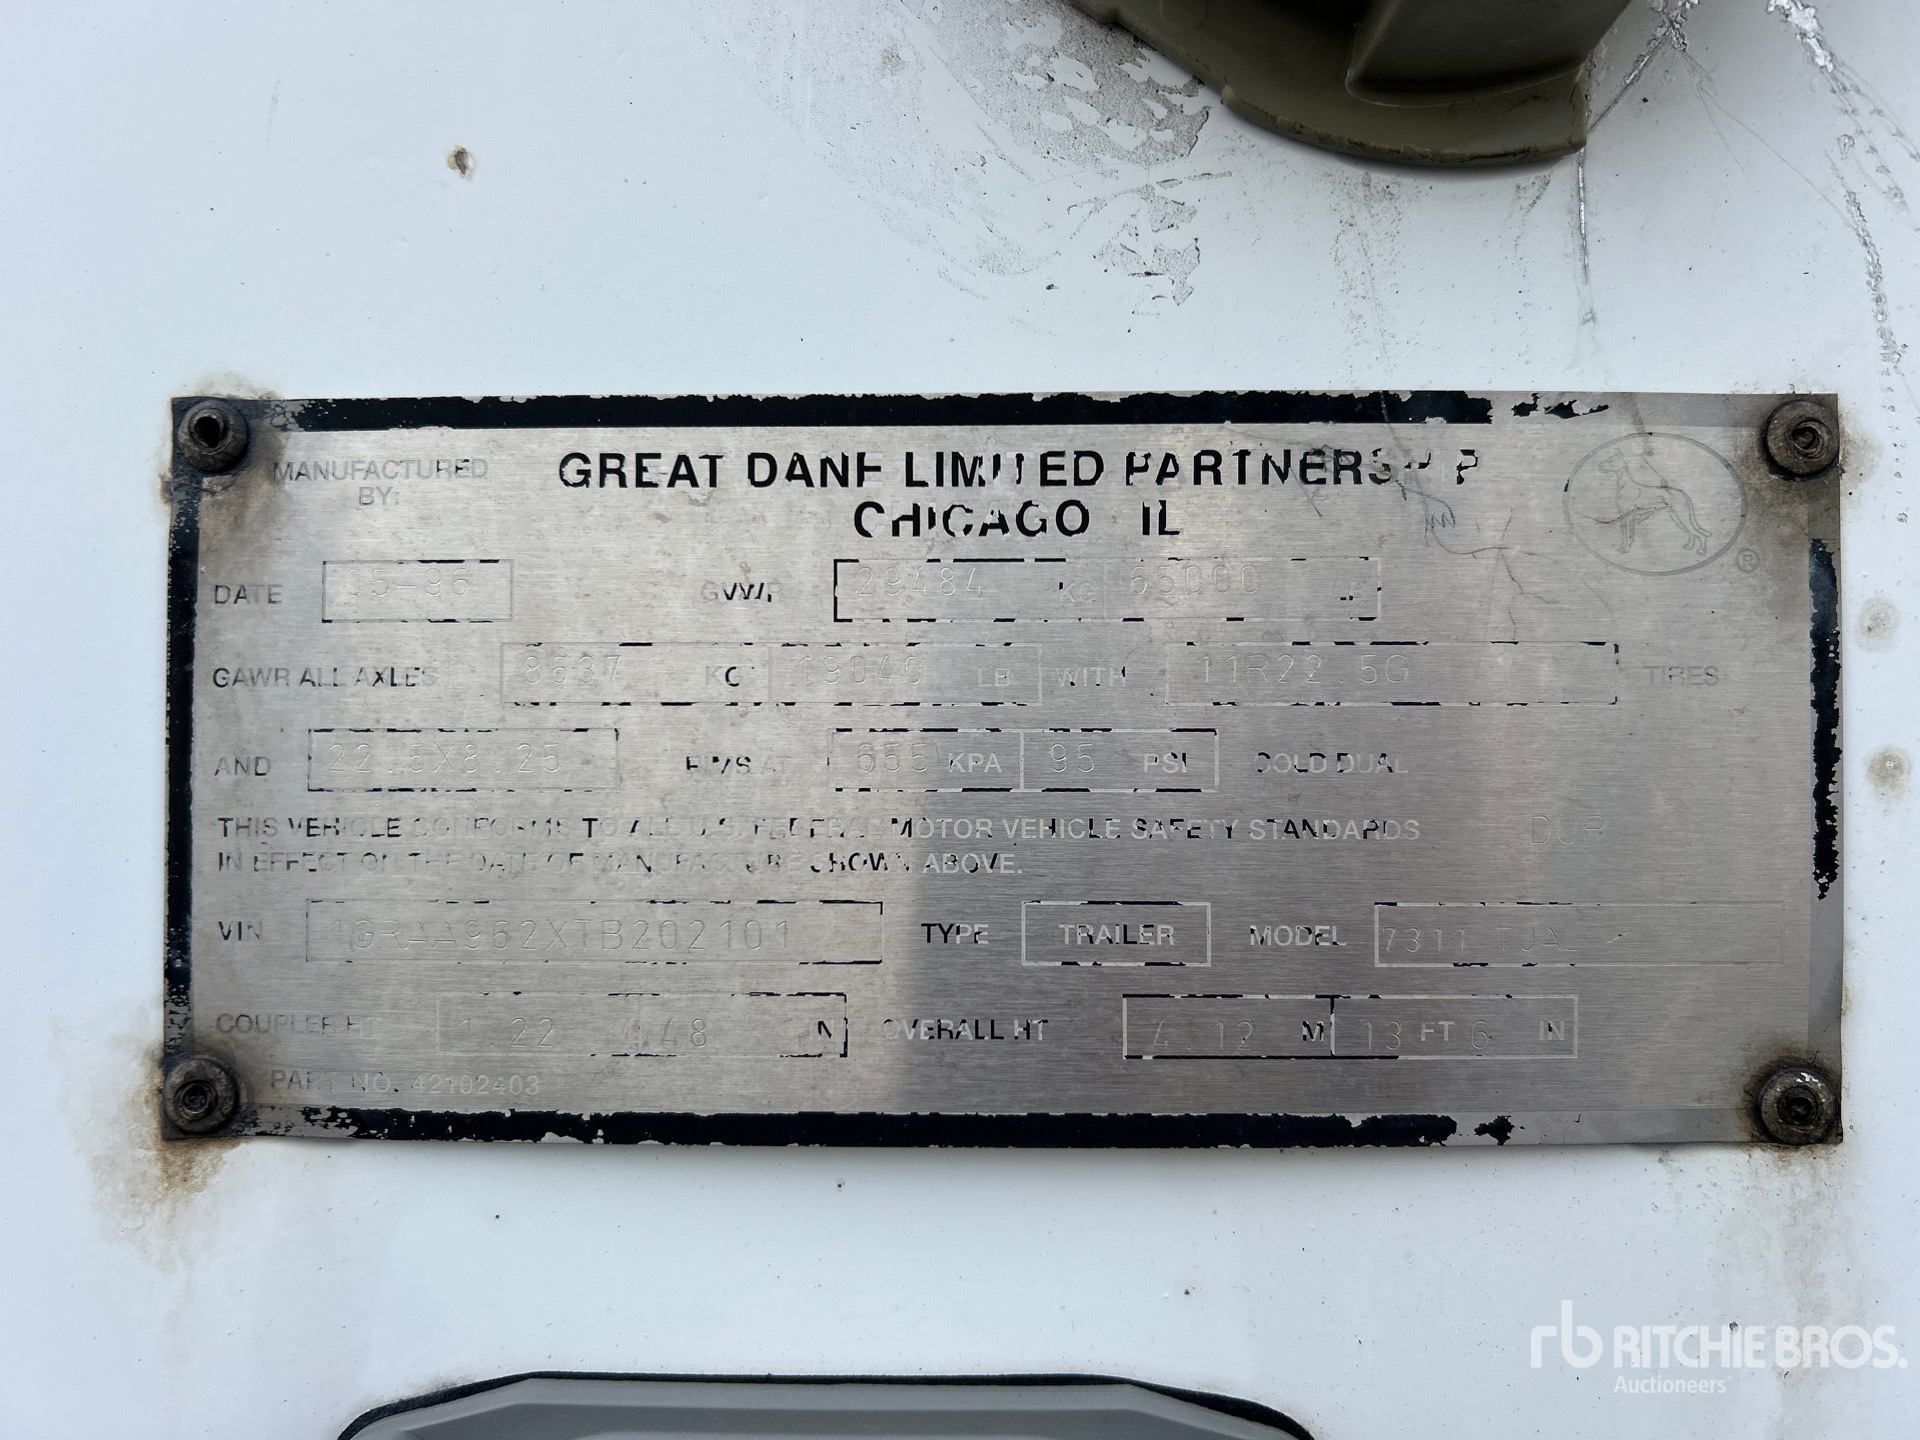 MANUFACTURED BY: GREAT DANE LIMITED PARTNERSHIP
CHICAGO IL
DATE 05-96 GVWR 29484 KG 65000 LB
GAWR ALL AXLES 8637 KG 19040 LB WITH 11R22.5G TIRES
AND 22.5X8.25 RIMS AT 655 KPA 95 PSI COLD DUAL
THIS VEHICLE CONFORMS TO ALL U.S. FEDERAL MOTOR VEHICLE SAFETY STANDARDS DUP
IN EFFECT ON THE DATE OF MANUFACTURE SHOWN ABOVE.
VIN 1GRAA962XTB202101 TYPE TRAILER MODEL 7311 TJAL
COUPLER HT 1.22 M 48 IN OVERALL HT 4.12 M 13 FT 6 IN
PART NO. 42102403
®
rb RITCHIE BROS.
Auctioneers